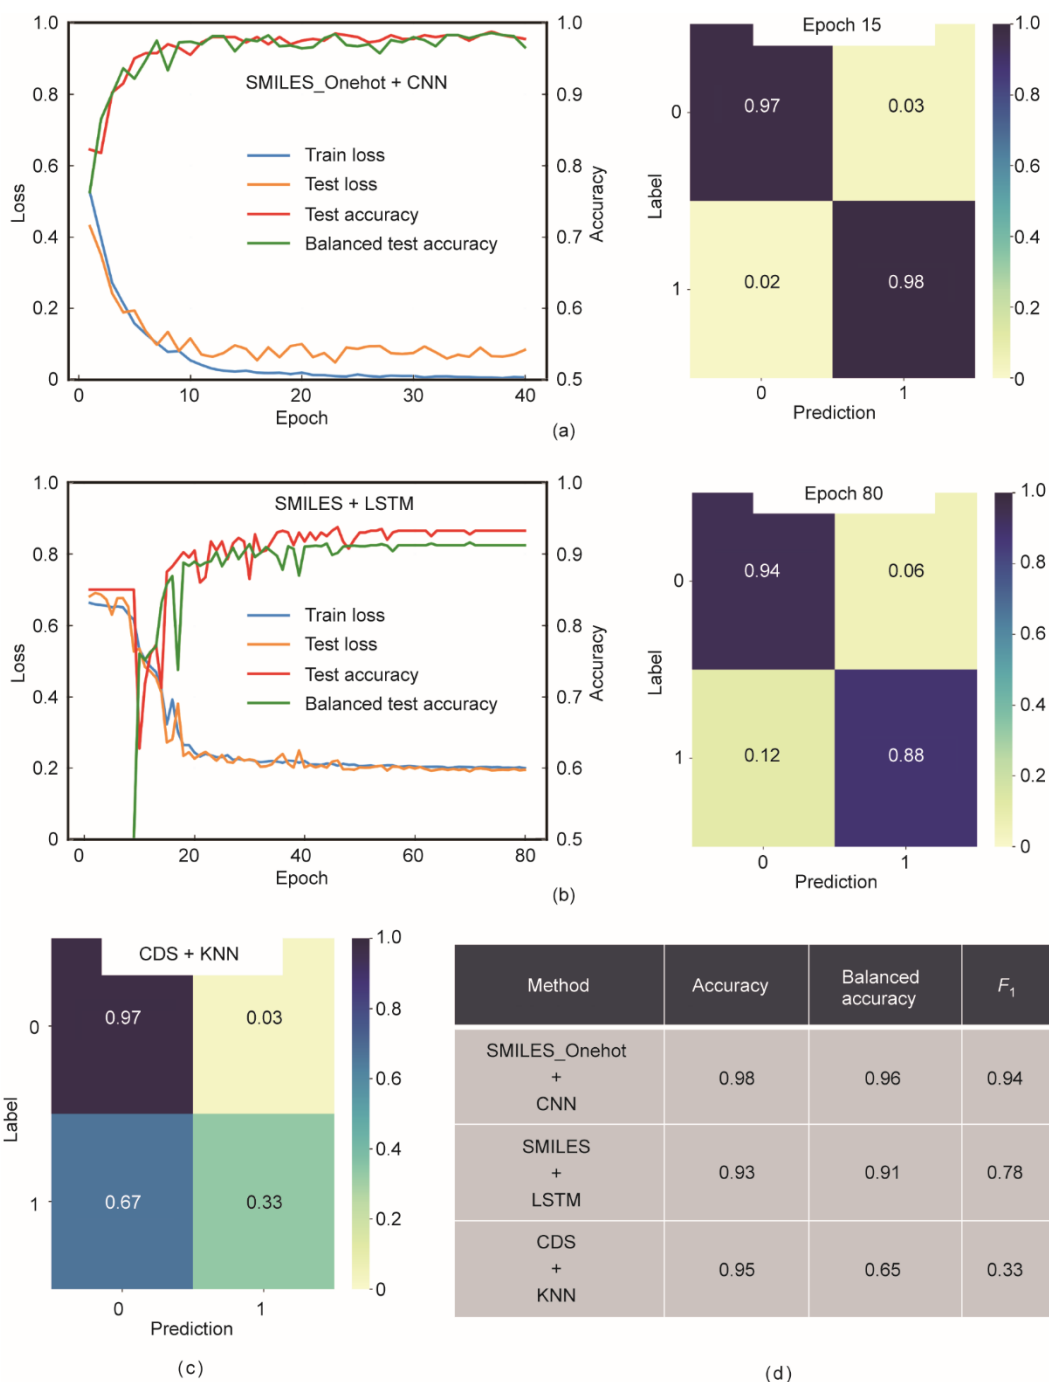 1.0
0.8
0.6
0.4
0.2
0
Loss
10
20
30
40
Epoch
1.0
0.9
0.8
0.7
0.6
0.5
Accuracy
SMILES_Onehot + CNN
Train loss
Test loss
Test accuracy
Balanced test accuracy
Epoch 15
0.97
0.03
0.02
0.98
0
1
Label
0
1
Prediction
1.0
0.8
0.6
0.4
0.2
0
(a)
1.0
0.8
0.6
0.4
0.2
0
Loss
0
20
40
60
80
Epoch
1.0
0.9
0.8
0.7
0.6
0.5
Accuracy
SMILES + LSTM
Train loss
Test loss
Test accuracy
Balanced test accuracy
Epoch 80
0.94
0.06
0.12
0.88
0
1
Label
0
1
Prediction
1.0
0.8
0.6
0.4
0.2
0
(b)
CDS + KNN
0.97
0.03
0.67
0.33
0
1
Label
0
1
Prediction
1.0
0.8
0.6
0.4
0.2
0
(c)
Method
Accuracy
Balanced
accuracy
F1
SMILES_Onehot
+
CNN
0.98
0.96
0.94
SMILES
+
LSTM
0.93
0.91
0.78
CDS
+
KNN
0.95
0.65
0.33
(d)